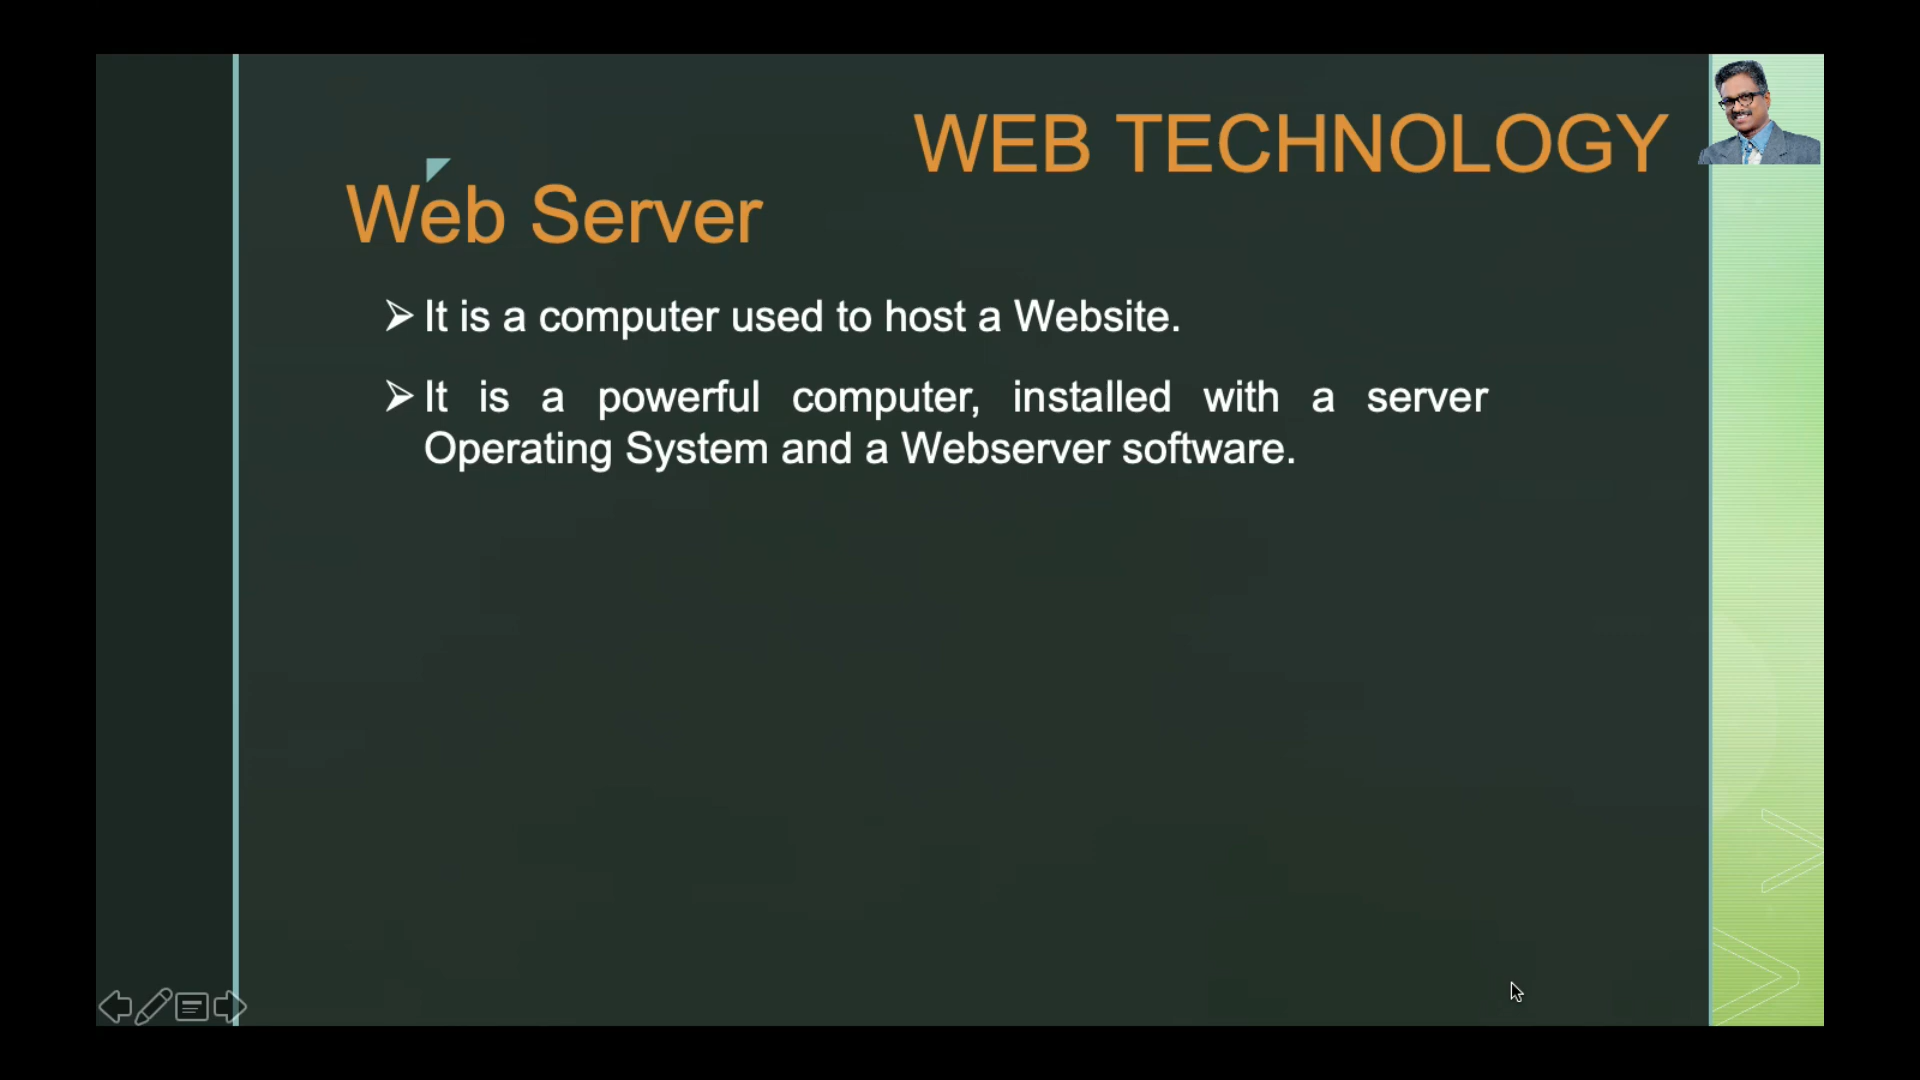 WEB TECHNOLOGY
Web Server
➢ It is a computer used to host a Website.
➢ It is a powerful computer, installed with a server
Operating System and a Webserver software.